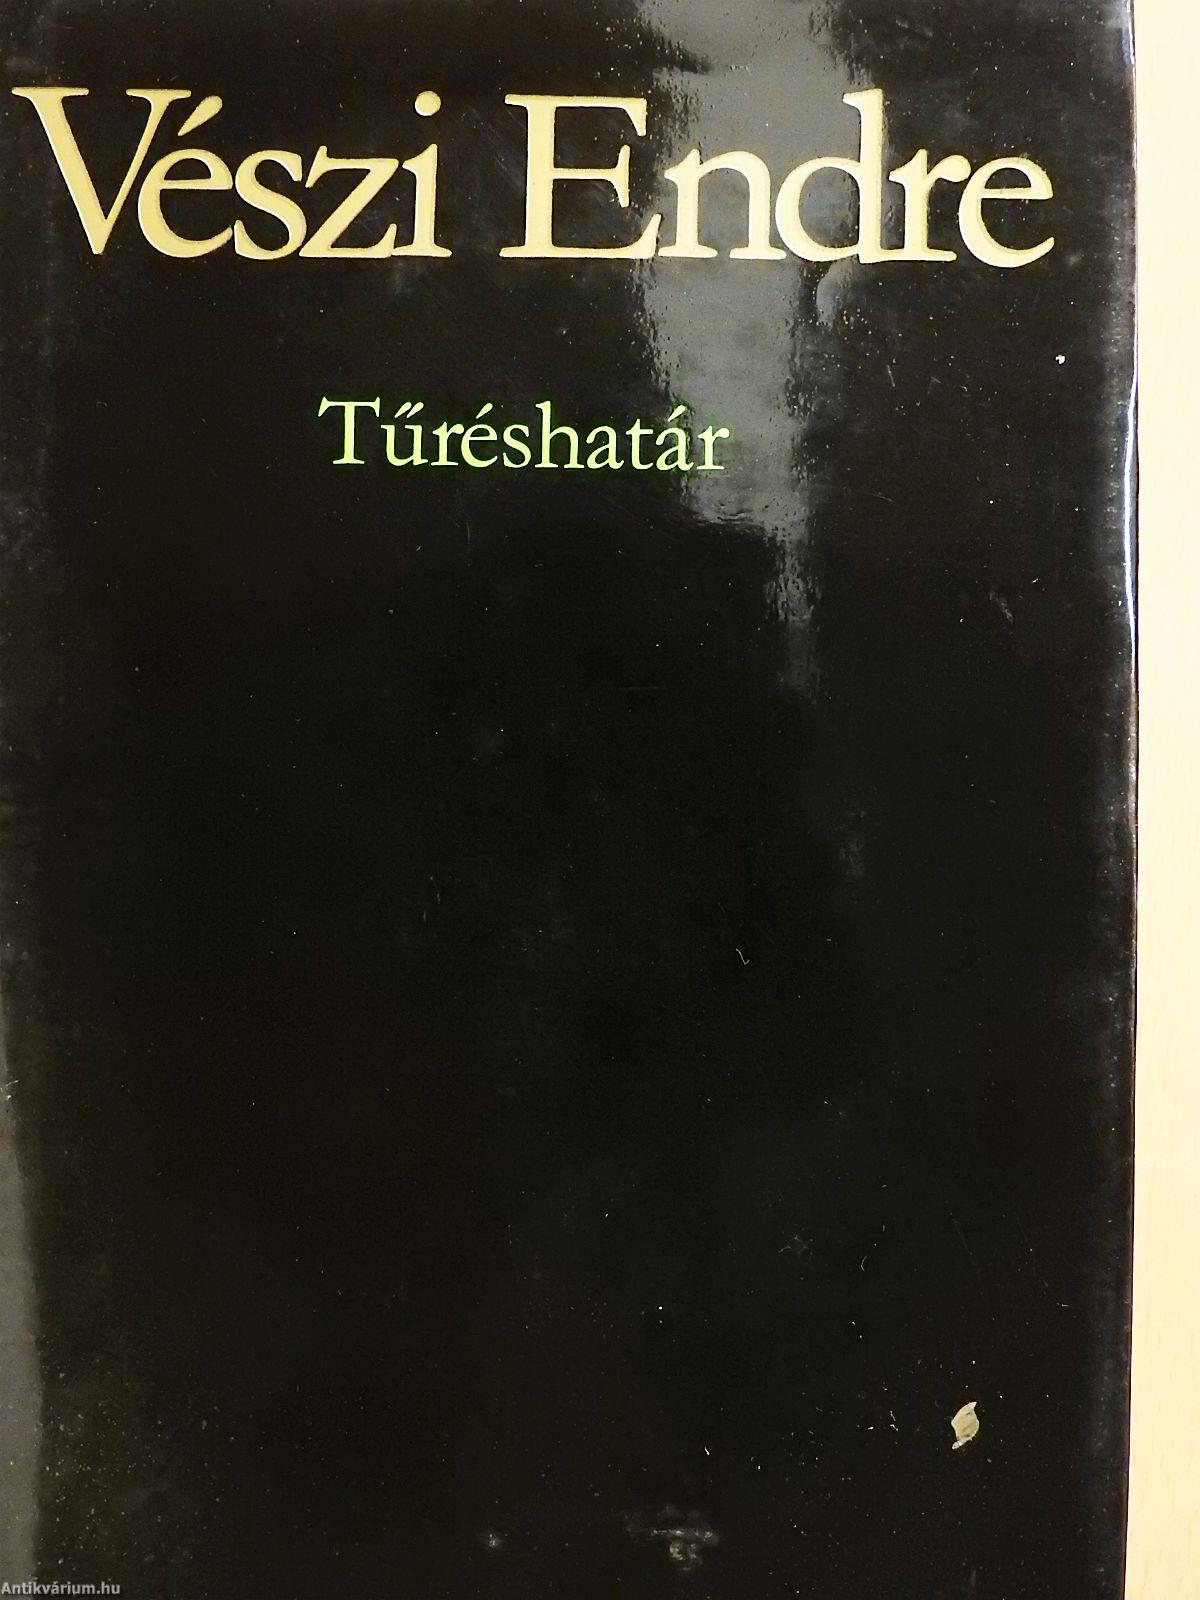 Vészi Endre
Tűréshatár
Antikvárium.hu